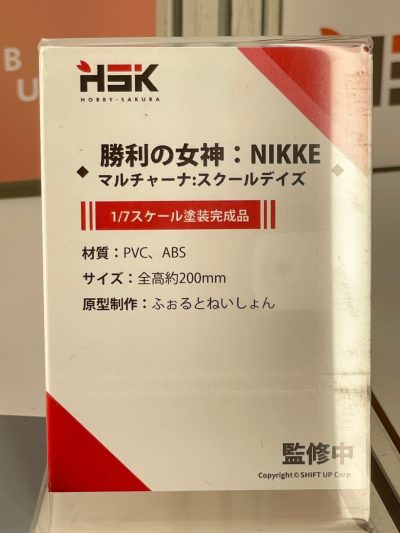 HSK
HOBBY·SAKURA
勝利の女神：NIKKE
マルチャーナ:スクールデイズ
1/7スケール塗装完成品
材質：PVC、ABS
サイズ：全高約200mm
原型制作：ふぉるとねいしょん
監修中
Copyright©SHIFT UP Corp.